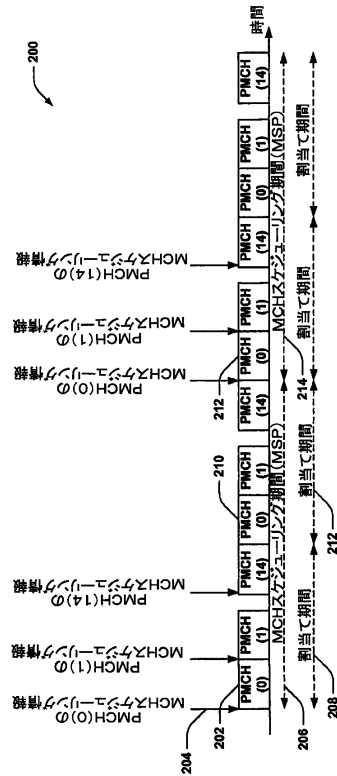 200
PMCH(0)の
MCHスケジューリング情報
PMCH(1)の
MCHスケジューリング情報
PMCH(14)の
MCHスケジューリング情報
PMCH(0)の
MCHスケジューリング情報
PMCH(1)の
MCHスケジューリング情報
PMCH(14)の
MCHスケジューリング情報
204
202
210
212
PMCH
(0)
PMCH
(1)
PMCH
(14)
PMCH
(0)
PMCH
(1)
PMCH
(14)
PMCH
(0)
PMCH
(1)
PMCH
(14)
PMCH
(0)
PMCH
(1)
PMCH
(14)
時間
MCHスケジューリング期間(MSP)
MCHスケジューリング期間(MSP)
206
214
割当て期間
割当て期間
割当て期間
割当て期間
208
212